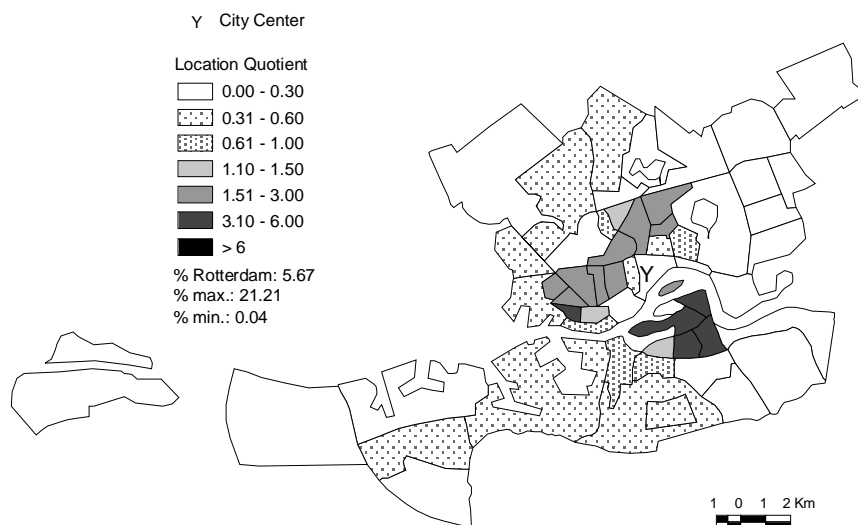 Y City Center
Location Quotient
0.00 - 0.30
0.31 - 0.60
0.61 - 1.00
1.10 - 1.50
1.51 - 3.00
3.10 - 6.00
> 6
% Rotterdam: 5.67
% max.: 21.21
% min.: 0.04
Y
1 0 1 2 Km